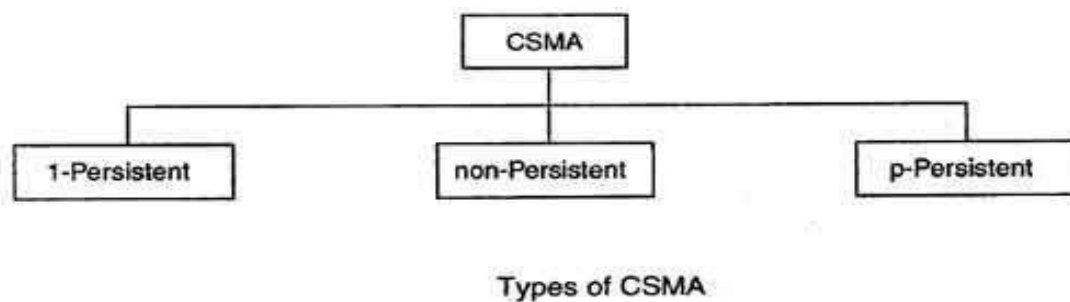 CSMA
1-Persistent
non-Persistent
p-Persistent
Types of CSMA